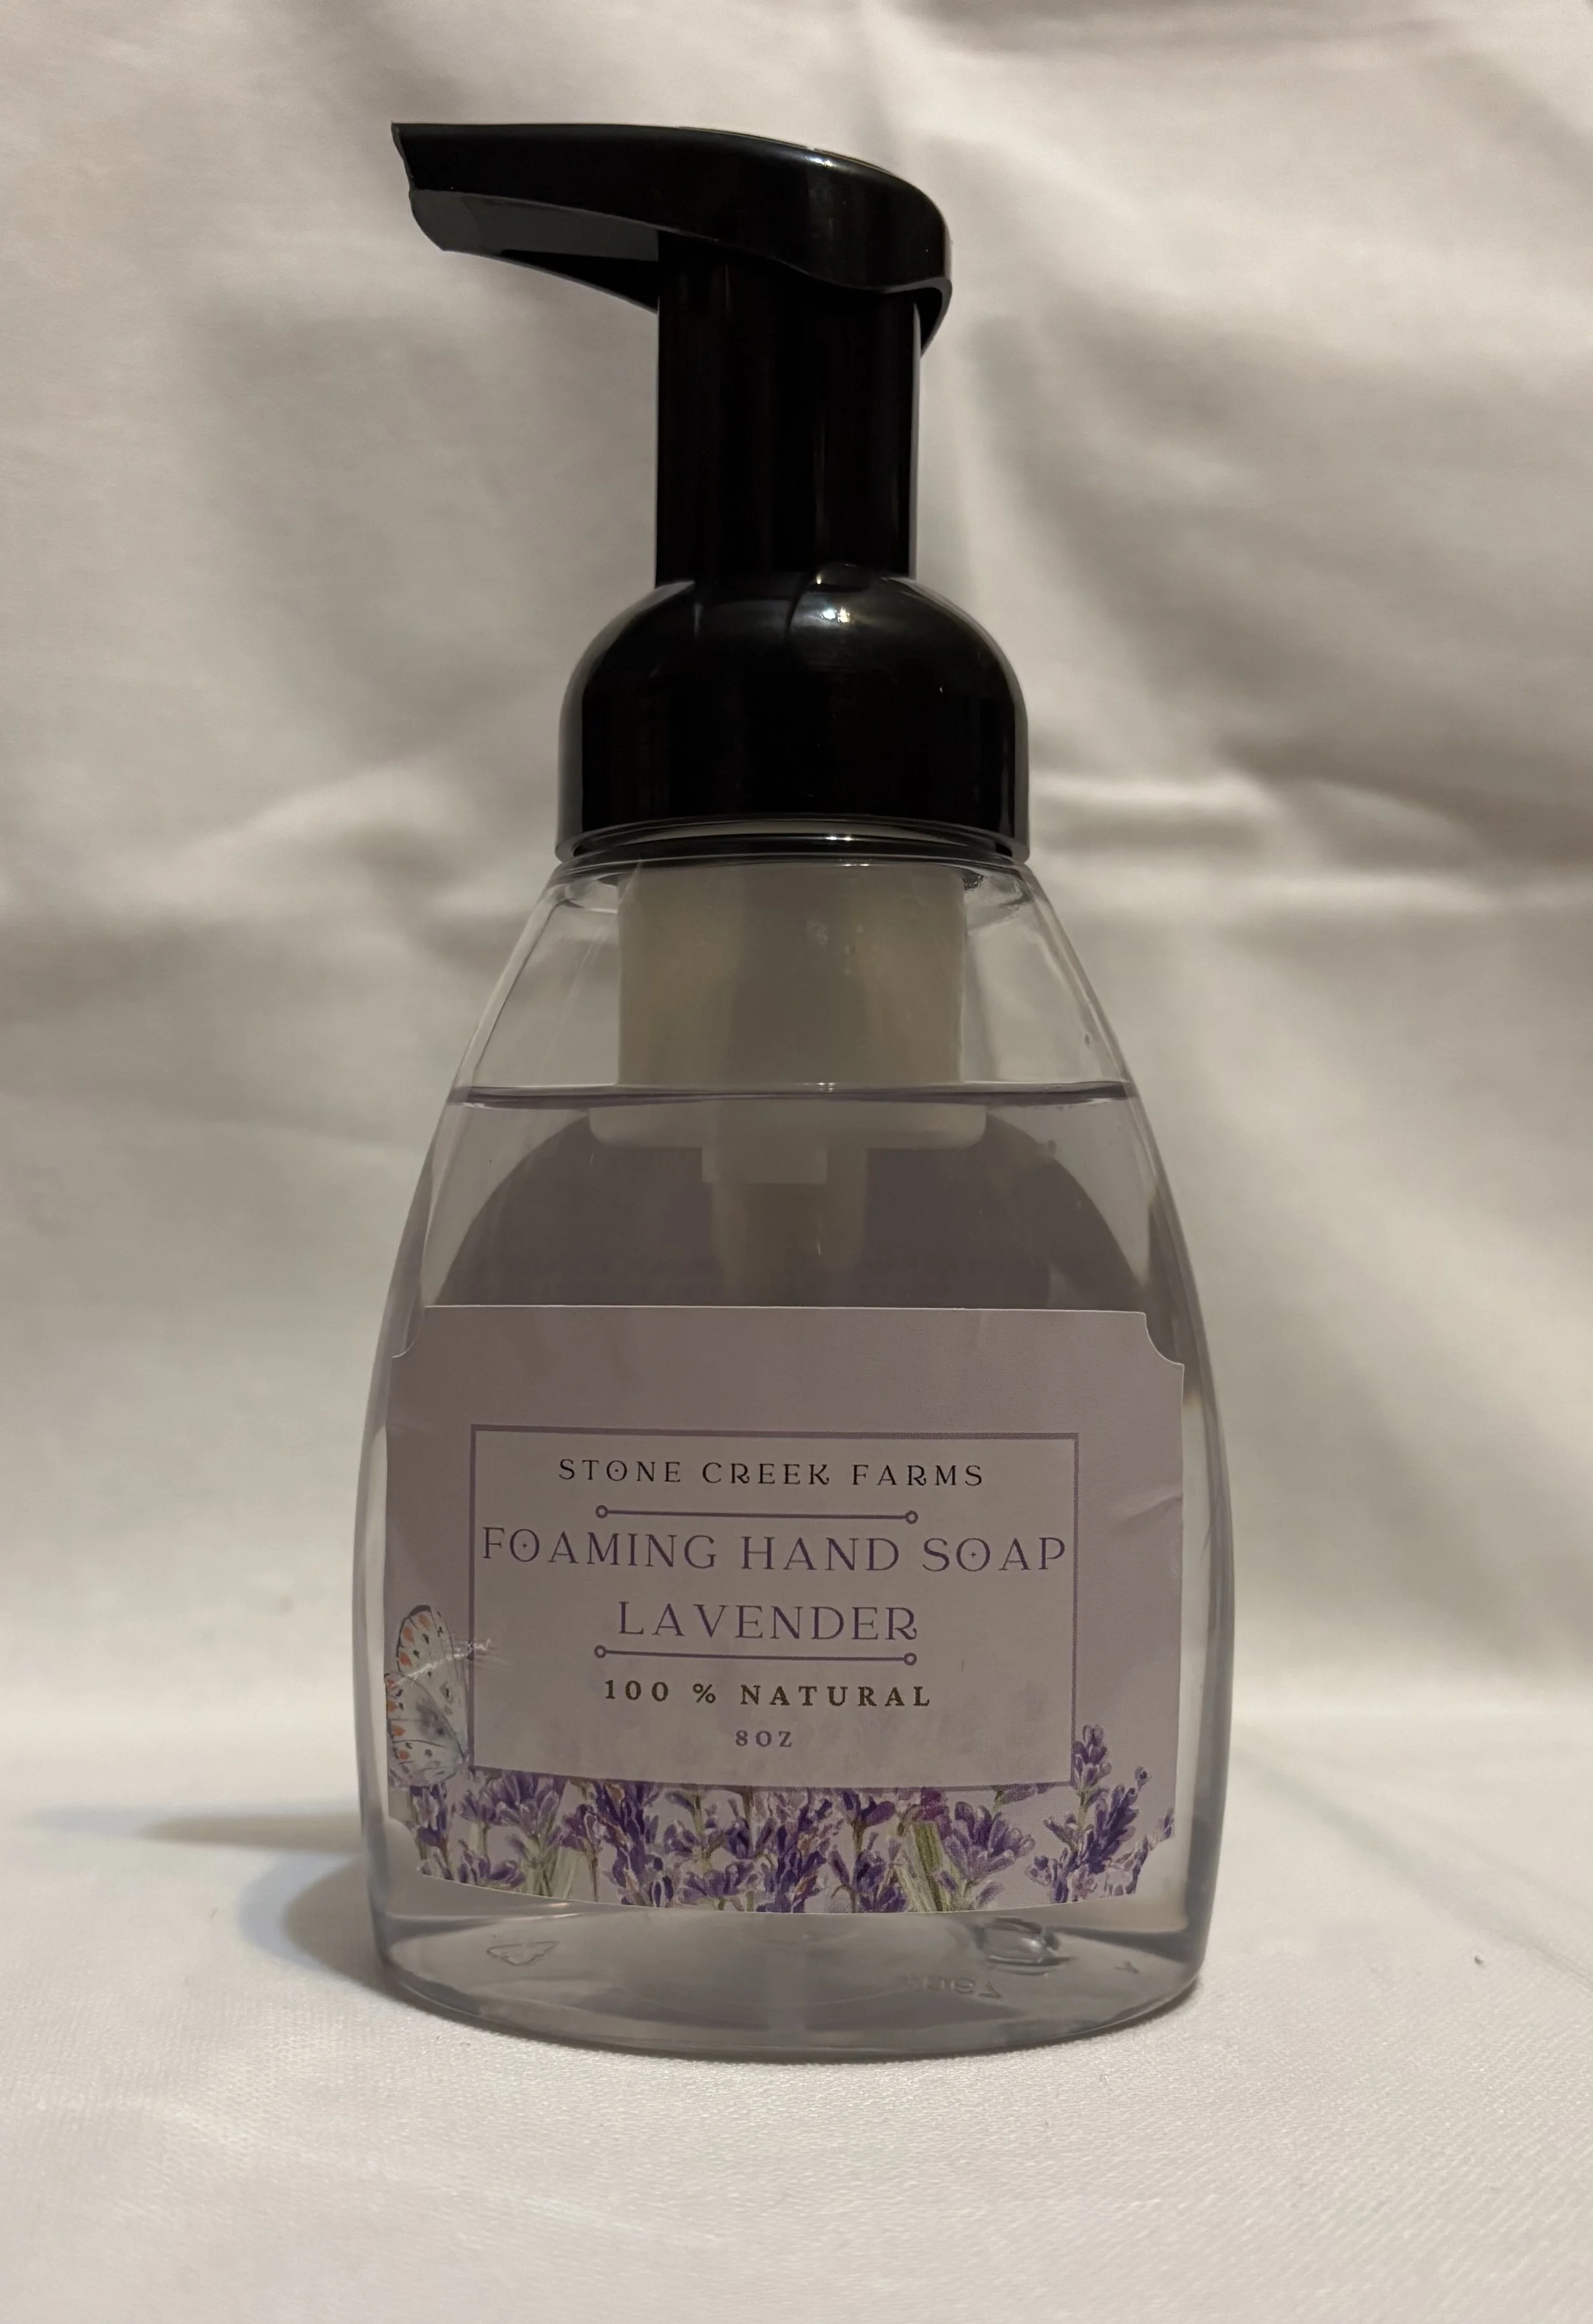 STONE CREEK FARMS
FOAMING HAND SOAP
LAVENDER
100 % NATURAL
8OZ